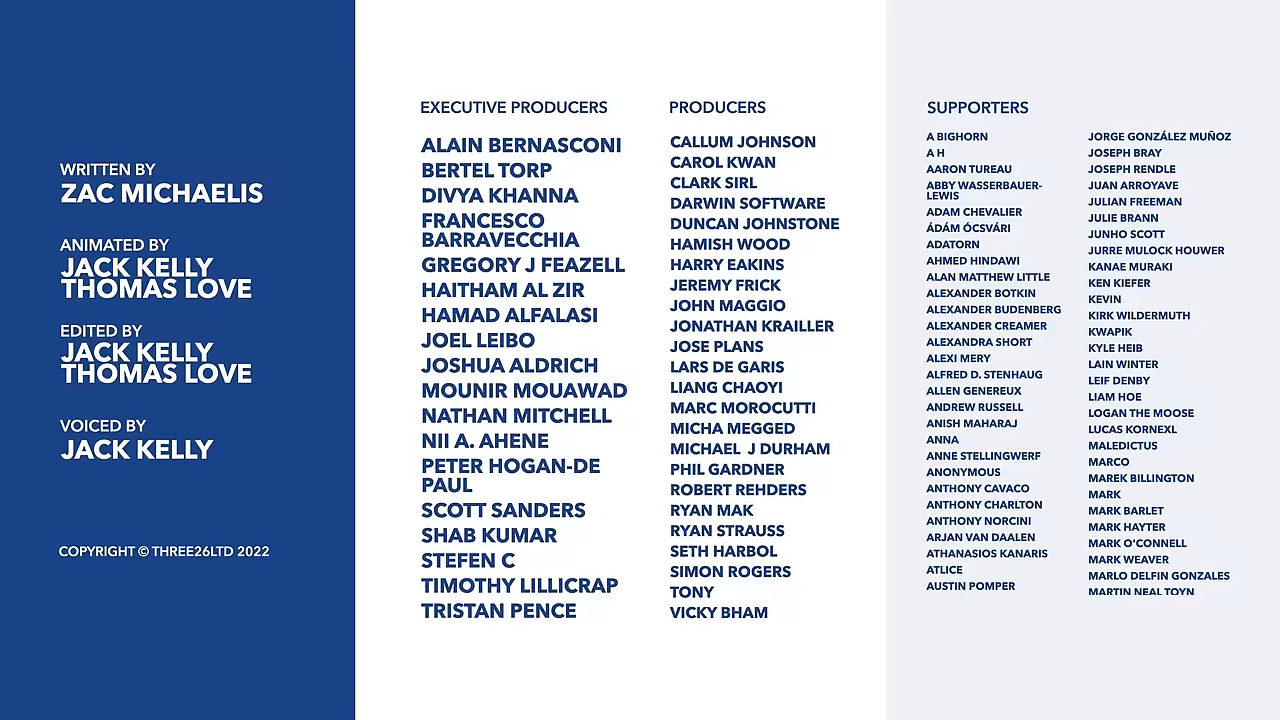 WRITTEN BY
ZAC MICHAELIS
ANIMATED BY
JACK KELLY
THOMAS LOVE
EDITED BY
JACK KELLY
THOMAS LOVE
VOICED BY
JACK KELLY
COPYRIGHT © THREE26LTD 2022
EXECUTIVE PRODUCERS
ALAIN BERNASCONI
BERTEL TORP
DIVYA KHANNA
FRANCESCO
BARRAVECCHIA
GREGORY J FEAZELL
HAITHAM AL ZIR
HAMAD ALFALASI
JOEL LEIBO
JOSHUA ALDRICH
MOUNIR MOUAWAD
NATHAN MITCHELL
NII A. AHENE
PETER HOGAN-DE
PAUL
SCOTT SANDERS
SHAB KUMAR
STEFEN C
TIMOTHY LILLICRAP
TRISTAN PENCE
PRODUCERS
CALLUM JOHNSON
CAROL KWAN
CLARK SIRL
DARWIN SOFTWARE
DUNCAN JOHNSTONE
HAMISH WOOD
HARRY EAKINS
JEREMY FRICK
JOHN MAGGIO
JONATHAN KRAILLER
JOSE PLANS
LARS DE GARIS
LIANG CHAOYI
MARC MOROCUTTI
MICHA MEGGED
MICHAEL  J DURHAM
PHIL GARDNER
ROBERT REHDERS
RYAN MAK
RYAN STRAUSS
SETH HARBOL
SIMON ROGERS
TONY
VICKY BHAM
SUPPORTERS
A BIGHORN
A H
AARON TUREAU
ABBY WASSERBAUER-
LEWIS
ADAM CHEVALIER
ÁDÁM ÓCSVÁRI
ADATORN
AHMED HINDAWI
ALAN MATTHEW LITTLE
ALEXANDER BOTKIN
ALEXANDER BUDENBERG
ALEXANDER CREAMER
ALEXANDRA SHORT
ALEXI MERY
ALFRED D. STENHAUG
ALLEN GENEREUX
ANDREW RUSSELL
ANISH MAHARAJ
ANNA
ANNE STELLINGWERF
ANONYMOUS
ANTHONY CAVACO
ANTHONY CHARLTON
ANTHONY NORCINI
ARJAN VAN DAALEN
ATHANASIOS KANARIS
ATLICE
AUSTIN POMPER
JORGE GONZÁLEZ MUÑOZ
JOSEPH BRAY
JOSEPH RENDLE
JUAN ARROYAVE
JULIAN FREEMAN
JULIE BRANN
JUNHO SCOTT
JURRE MULOCK HOUWER
KANAE MURAKI
KEN KIEFER
KEVIN
KIRK WILDERMUTH
KWAPIK
KYLE HEIB
LAIN WINTER
LEIF DENBY
LIAM HOE
LOGAN THE MOOSE
LUCAS KORNEXL
MALEDICTUS
MARCO
MAREK BILLINGTON
MARK
MARK BARLET
MARK HAYTER
MARK O'CONNELL
MARK WEAVER
MARLO DELFIN GONZALES
MARTIN NEAL TOYN